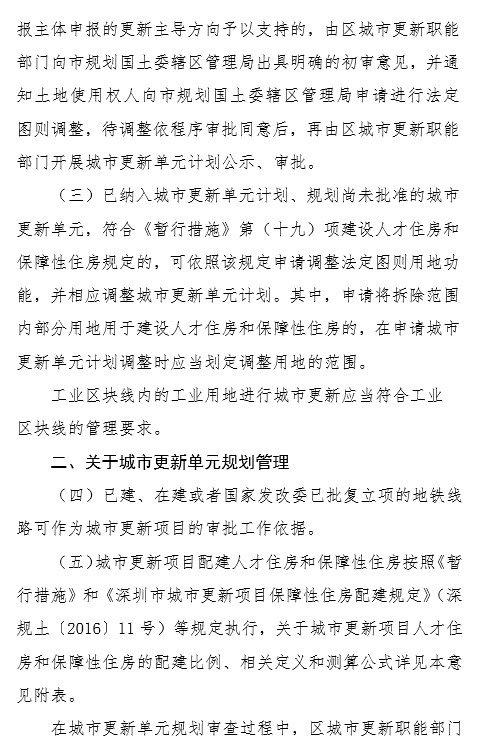 报主体申报的更新主导方向予以支持的，由区城市更新职能
部门向市规划国土委辖区管理局出具明确的初审意见，并通
知土地使用权人向市规划国土委辖区管理局申请进行法定
图则调整，待调整依程序审批同意后，再由区城市更新职能
部门开展城市更新单元计划公示、审批。
（三）已纳入城市更新单元计划、规划尚未批准的城市
更新单元，符合《暂行措施》第（十九）项建设人才住房和
保障性住房规定的，可依照该规定申请调整法定图则用地功
能，并相应调整城市更新单元计划。其中，申请将拆除范围
内部分用地用于建设人才住房和保障性住房的，在申请城市
更新单元计划调整时应当划定调整用地的范围。
工业区块线内的工业用地进行城市更新应当符合工业
区块线的管理要求。
二、关于城市更新单元规划管理
（四）已建、在建或者国家发改委已批复立项的地铁线
路可作为城市更新项目的审批工作依据。
（五）城市更新项目配建人才住房和保障性住房按照《暂
行措施》和《深圳市城市更新项目保障性住房配建规定》（深
规土〔2016〕11号）等规定执行，关于城市更新项目人才住
房和保障性住房的配建比例、相关定义和测算公式详见本意
见附表。
在城市更新单元规划审查过程中，区城市更新职能部门